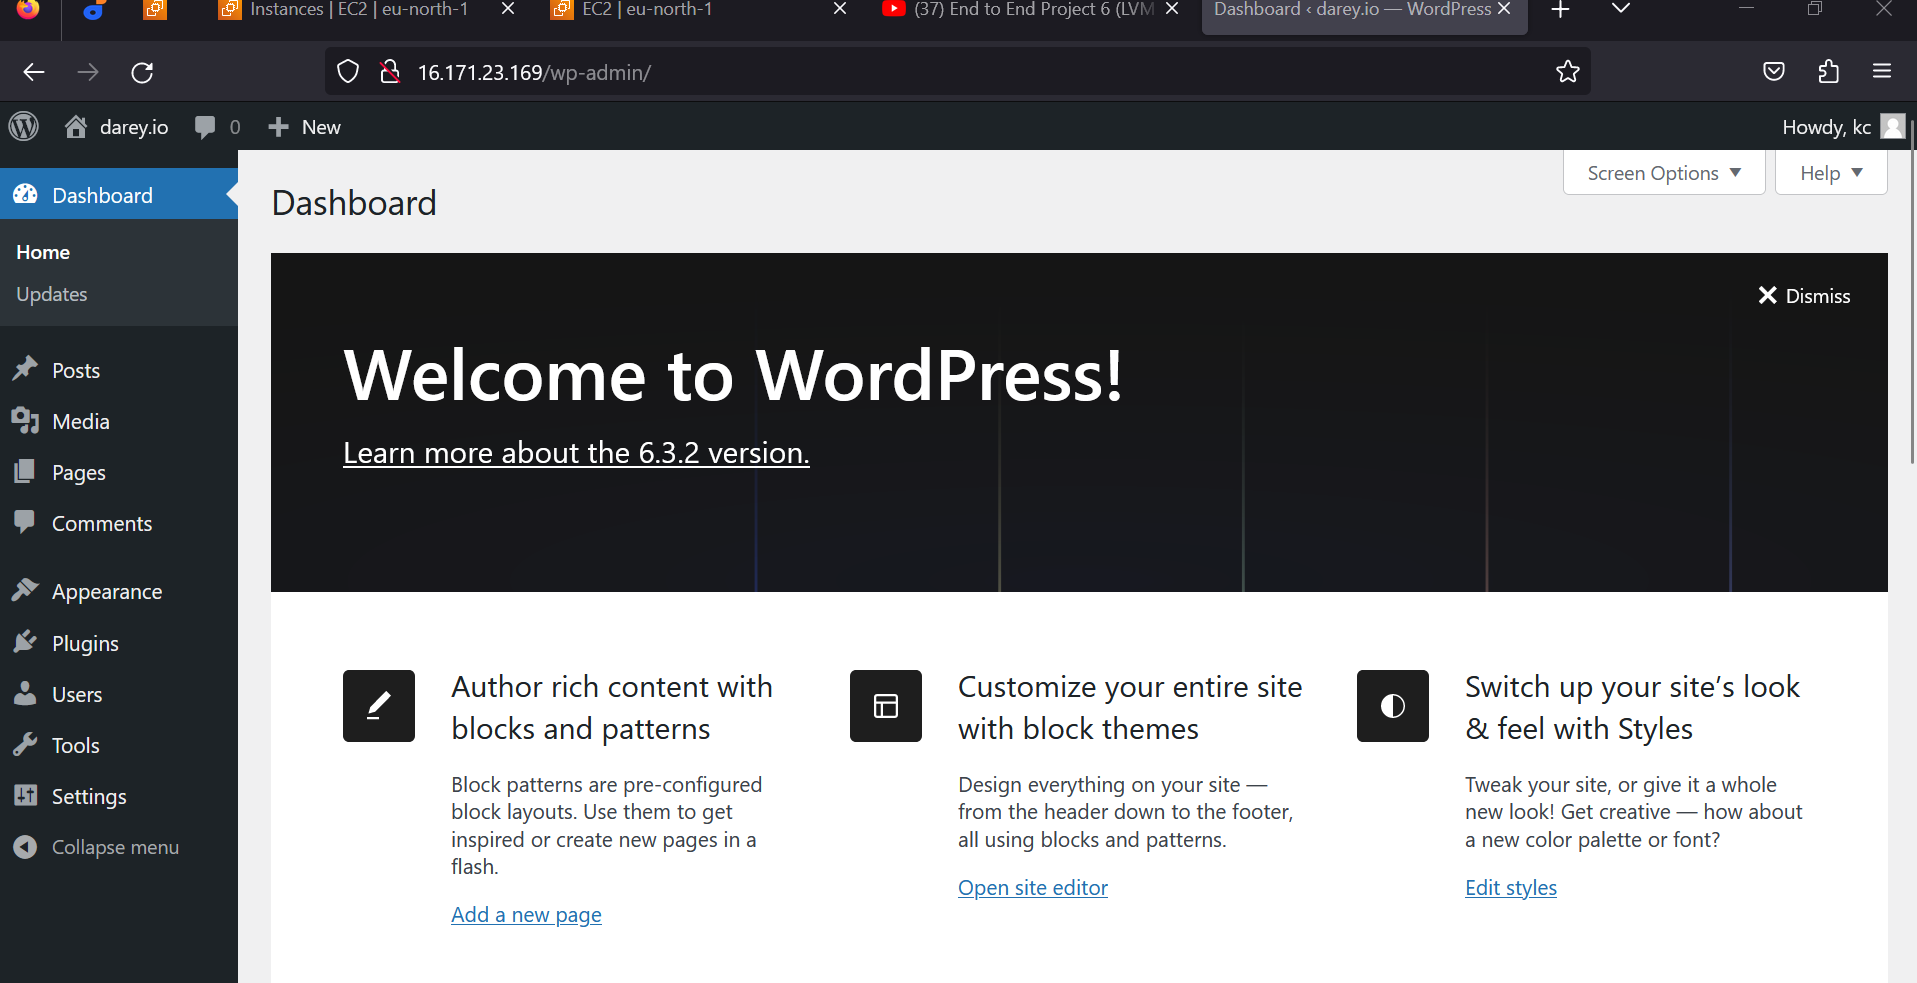 Instances | EC2 | eu-north-1
EC2 | eu-north-1
(37) End to End Project 6 (LVM
Dashboard ‹ darey.io — WordPress
16.171.23.169/wp-admin/
darey.io
0
New
Howdy, kc
Screen Options
Help
Dashboard
Home
Updates
Posts
Media
Pages
Comments
Appearance
Plugins
Users
Tools
Settings
Collapse menu
Dashboard
Dismiss
Welcome to WordPress!
Learn more about the 6.3.2 version.
Author rich content with
blocks and patterns
Block patterns are pre-configured
block layouts. Use them to get
inspired or create new pages in a
flash.
Add a new page
Customize your entire site
with block themes
Design everything on your site —
from the header down to the footer,
all using blocks and patterns.
Open site editor
Switch up your site’s look
& feel with Styles
Tweak your site, or give it a whole
new look! Get creative — how about
a new color palette or font?
Edit styles